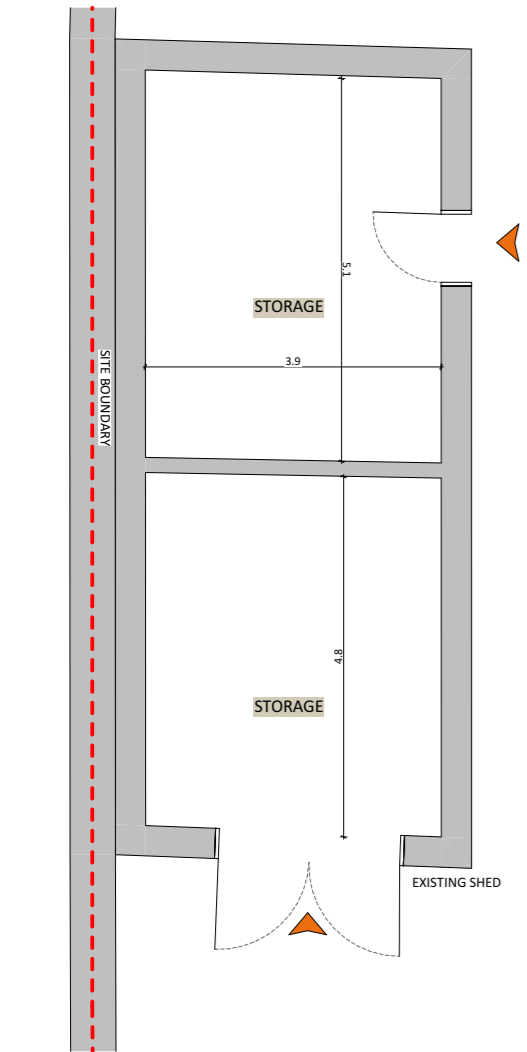 5.1
STORAGE
SITE BOUNDARY
3.9
4.8
STORAGE
EXISTING SHED